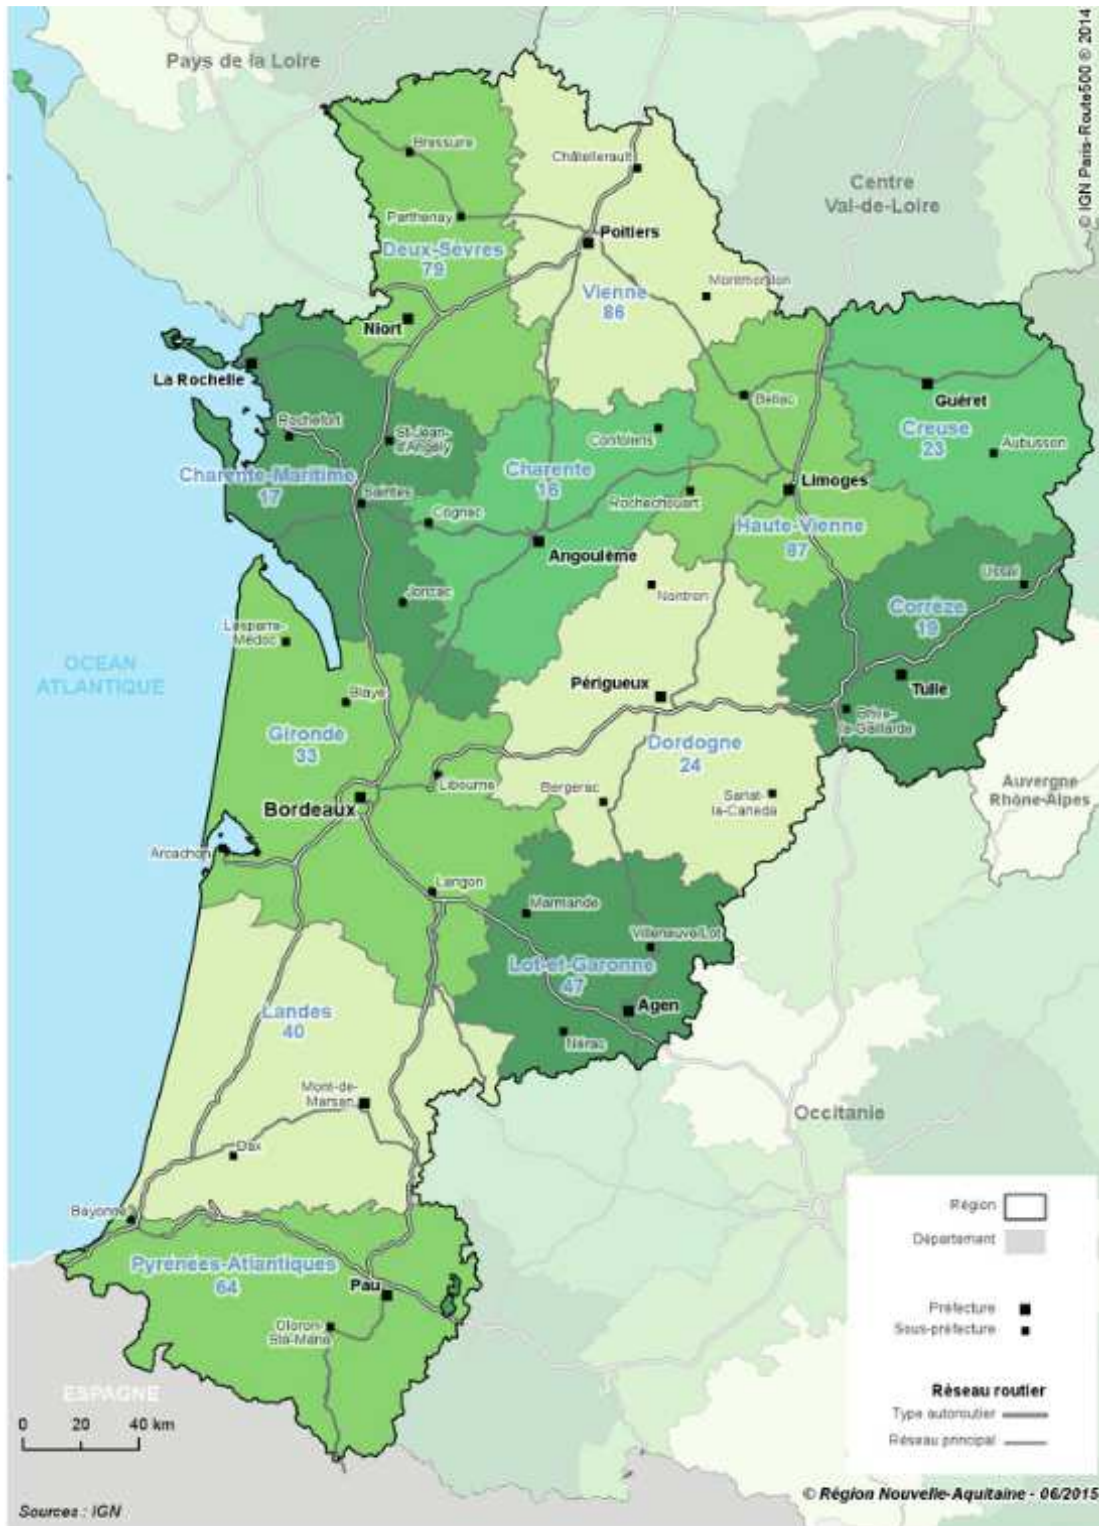 Pays de la Loire
© IGN Paris-Route500 ® 2014
Bressuire
Châtellerault
Centre
Val-de-Loire
Parthenay
Poitiers
Deux-Sèvres
79
Vienne
86
Montmorillon
Niort
La Rochelle
Bellac
Guéret
Rochefort
St-Jean-
d'Angély
Confolens
Creuse
23
Aubusson
Charente-Maritime
17
Charente
16
Saintes
Cognac
Rochechouart
Limoges
Haute-Vienne
87
Angoulême
Jonzac
Nontron
Ussel
Corrèze
19
Lesparre-
Médoc
OCEAN
ATLANTIQUE
Périgueux
Tulle
Blaye
Brive-
la-Gaillarde
Gironde
33
Dordogne
24
Libourne
Bergerac
Sarlat-
la-Canéda
Auvergne
Rhône-Alpes
Bordeaux
Arcachon
Langon
Marmande
Villeneuve/Lot
Lot-et-Garonne
47
Landes
40
Agen
Nérac
Mont-de-
Marsan
Occitanie
Dax
Bayonne
Pyrénées-Atlantiques
64
Pau
Oloron-
Ste-Marie
ESPAGNE
0 20 40 km
Région
Département
Préfecture
Sous-préfecture
Réseau routier
Type autoroutier
Réseau principal
Sources : IGN
© Région Nouvelle-Aquitaine - 06/2015